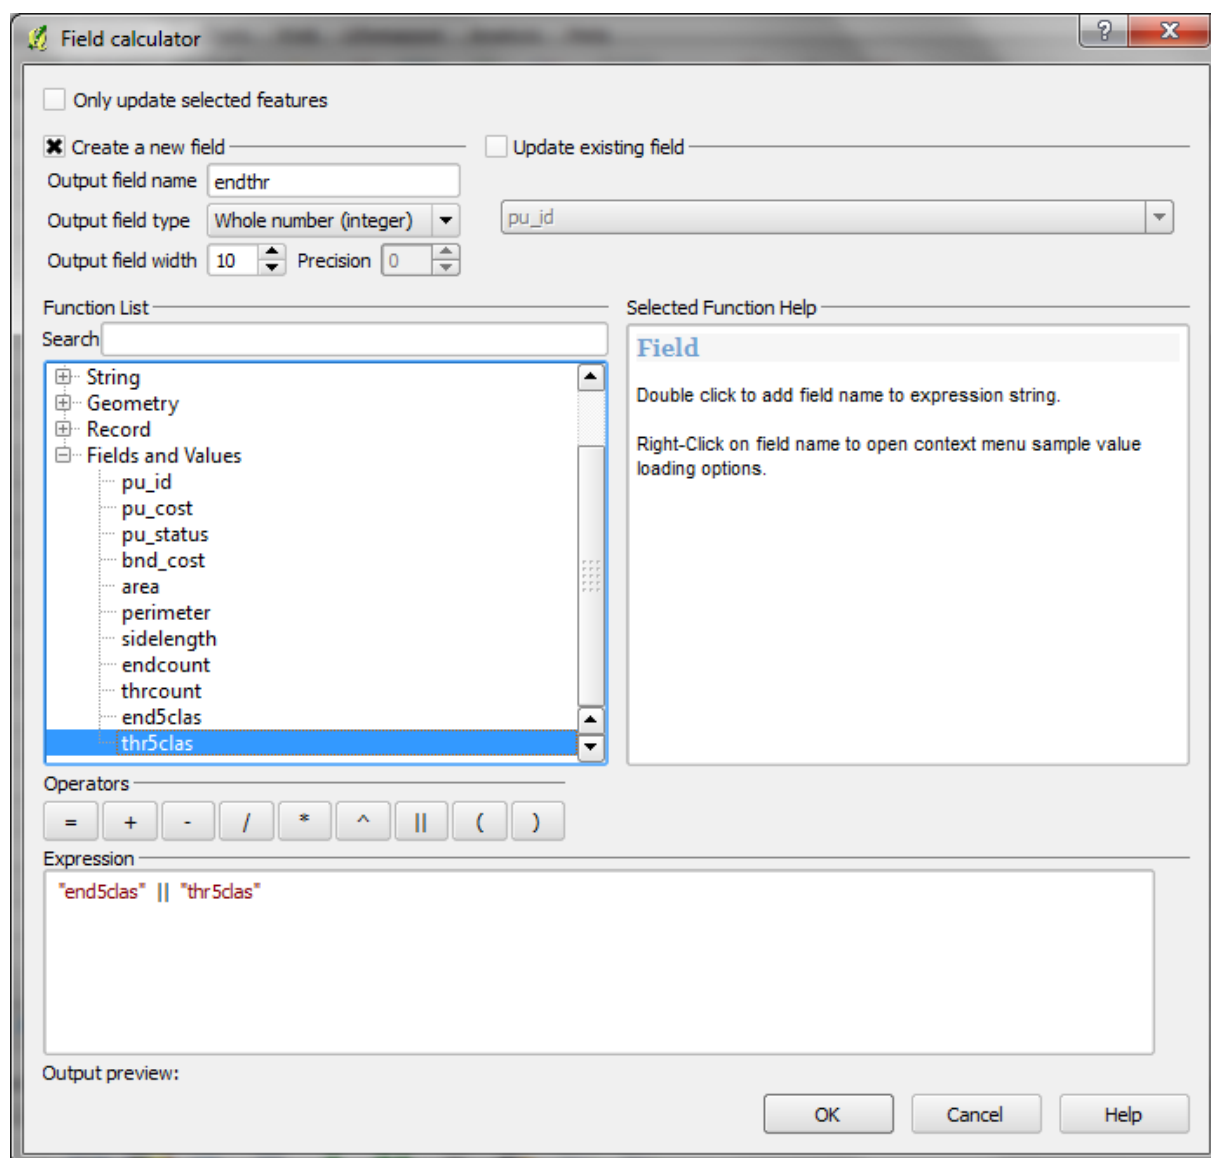 Field calculator
?
X
Only update selected features
Create a new field
Update existing field
Output field name endthr
Output field type Whole number (integer)
pu_id
Output field width 10 Precision 0
Function List
Selected Function Help
Search
Field
String
Geometry
Record
Fields and Values
pu_id
pu_cost
pu_status
bnd_cost
area
perimeter
sidelength
endcount
thrcount
end5clas
thr5clas
Double click to add field name to expression string.
Right-Click on field name to open context menu sample value
loading options.
Operators
= + - / * ^ || ( )
Expression
"end5clas" || "thr5clas"
Output preview:
OK Cancel Help